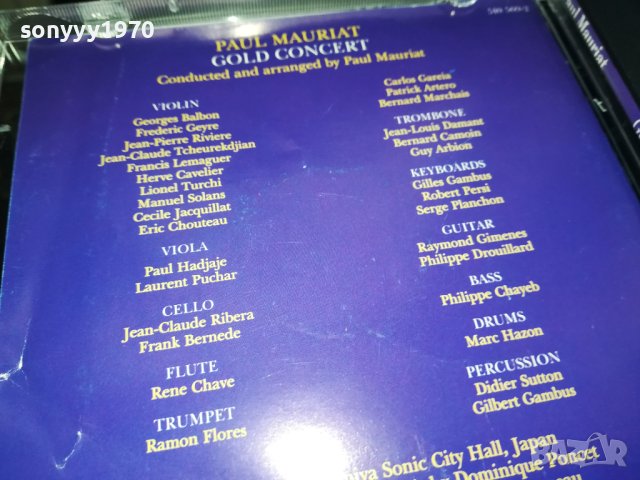 sonyyy1970
PAUL MAURIAT
GOLD CONCERT
Conducted and arranged by Paul Mauriat
VIOLIN
Georges Balbon
Frederic Geyre
Jean-Pierre Riviere
Jean-Claude Tcheurekdjian
Francis Lemaguer
Herve Cavelier
Lionel Turchi
Manuel Solans
Cecile Jacquillat
Eric Chouteau
VIOLA
Paul Hadjaje
Laurent Puchar
CELLO
Jean-Claude Ribera
Frank Bernede
FLUTE
Rene Chave
TRUMPET
Ramon Flores
Carlos Gareia
Patrick Artero
Bernard Marchais
TROMBONE
Jean-Louis Damant
Bernard Camoin
Guy Arbion
KEYBOARDS
Gilles Gambus
Robert Persi
Serge Planchon
GUITAR
Raymond Gimenes
Philippe Drouillard
BASS
Philippe Chayeb
DRUMS
Marc Hazon
PERCUSSION
Didier Sutton
Gilbert Gambus
Sonic City Hall, Japan
Dominique Poncet
Paul Mauriat
BAZAR